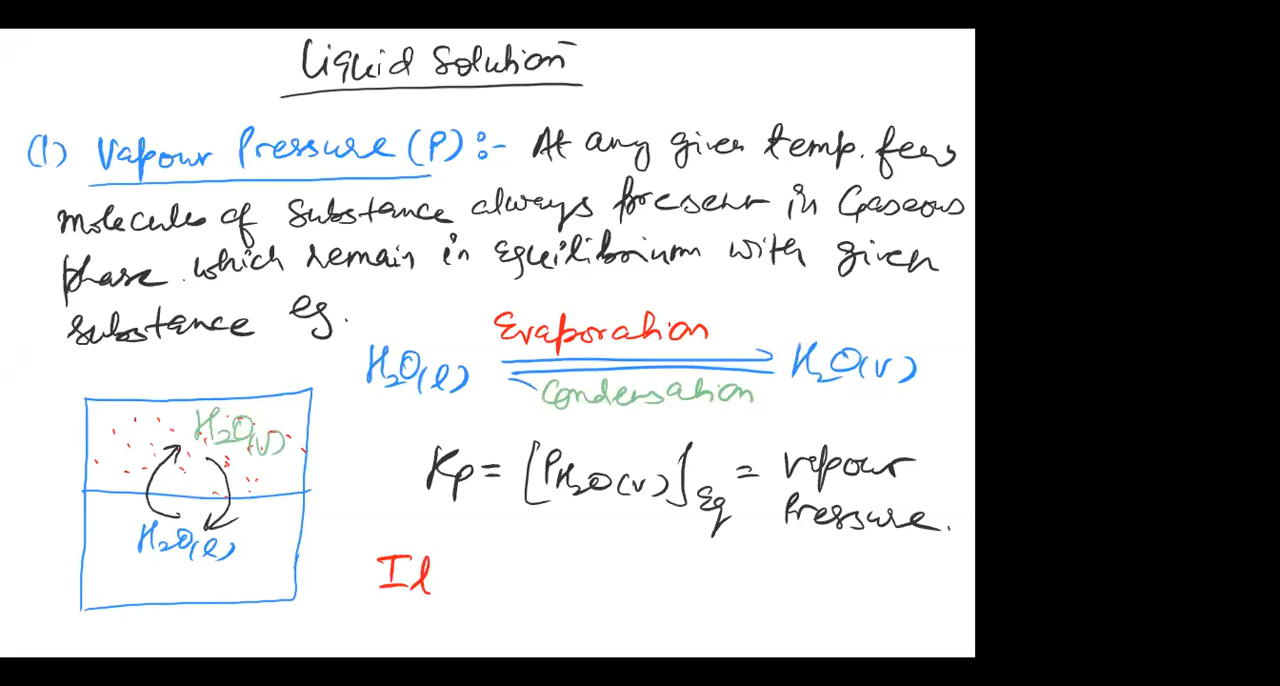 Liquid Solution
(1) Vapour Pressure (P) :- At any given temp. few
molecules of substance always present in Gaseous
phase which remain in Equilibrium with given
substance eg.
Evaporation
H2O(l) ⇌ H2O(v)
Condensation
H2O(v)
Kp = [PH2O(v)]Eq = vapour
Pressure.
H2O(l)
Il